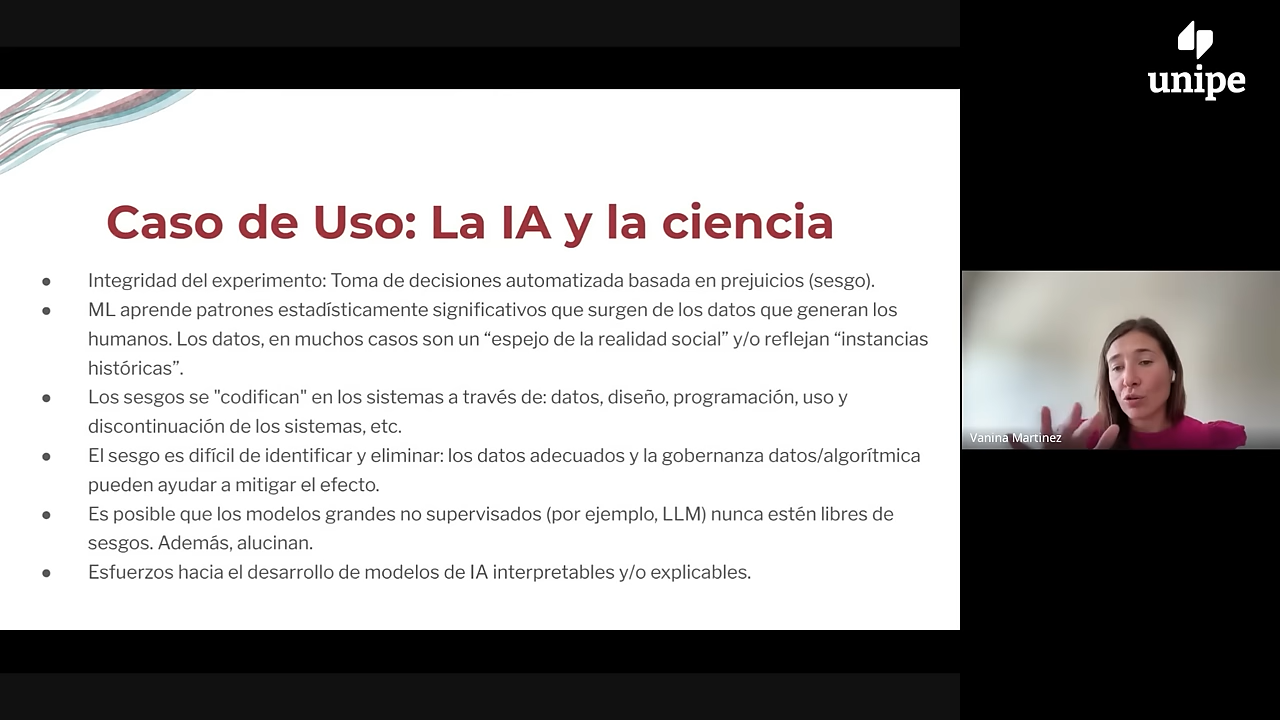 unipe
Caso de Uso: La IA y la ciencia
● Integridad del experimento: Toma de decisiones automatizada basada en prejuicios (sesgo).
● ML aprende patrones estadísticamente significativos que surgen de los datos que generan los
humanos. Los datos, en muchos casos son un “espejo de la realidad social” y/o reflejan “instancias
históricas”.
● Los sesgos se "codifican" en los sistemas a través de: datos, diseño, programación, uso y
discontinuación de los sistemas, etc.
● El sesgo es difícil de identificar y eliminar: los datos adecuados y la gobernanza datos/algorítmica
pueden ayudar a mitigar el efecto.
● Es posible que los modelos grandes no supervisados (por ejemplo, LLM) nunca estén libres de
sesgos. Además, alucinan.
● Esfuerzos hacia el desarrollo de modelos de IA interpretables y/o explicables.
Vanina Martinez